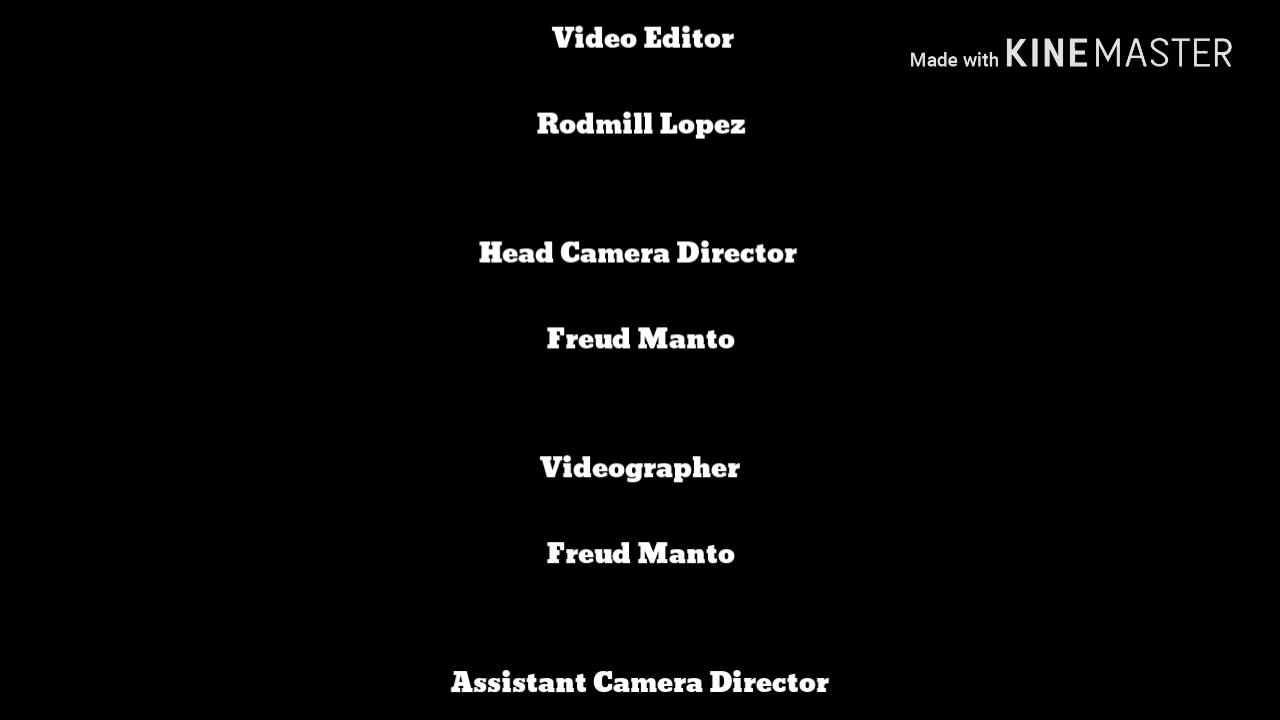 Video Editor
Made with KINEMASTER
Rodmill Lopez
Head Camera Director
Freud Manto
Videographer
Freud Manto
Assistant Camera Director